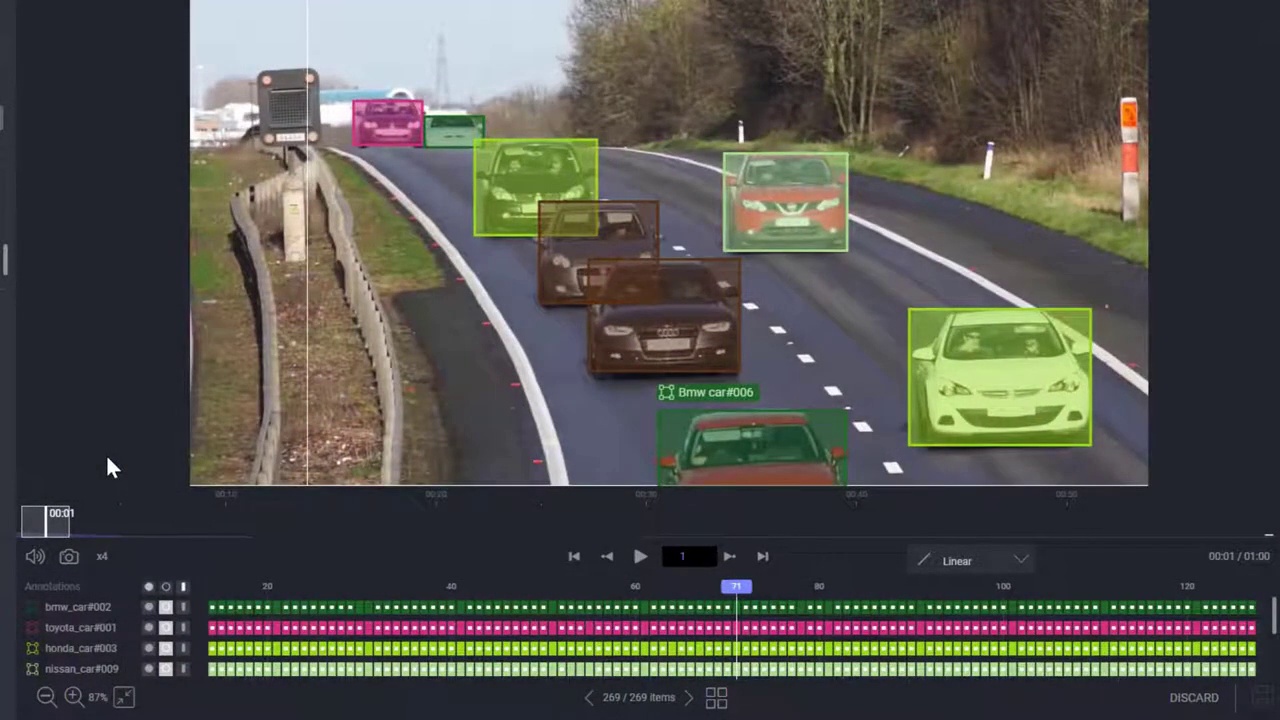 Bmw car#006
00:01
x4
1
Linear
00:01 / 01:00
Annotations
20 40 60 71 80 100 120
bmw_car#002
toyota_car#001
honda_car#003
nissan_car#009
87%
269 / 269 items
DISCARD